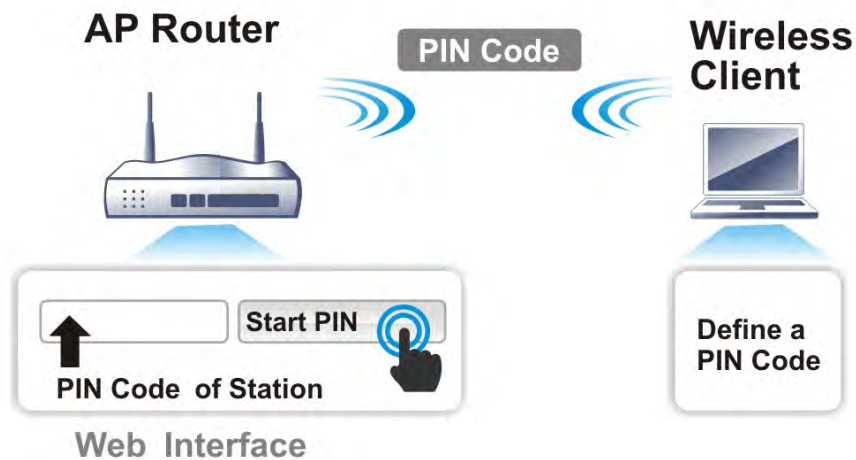 AP Router
PIN Code
Wireless
Client
Start PIN
PIN Code of Station
Define a
PIN Code
Web Interface